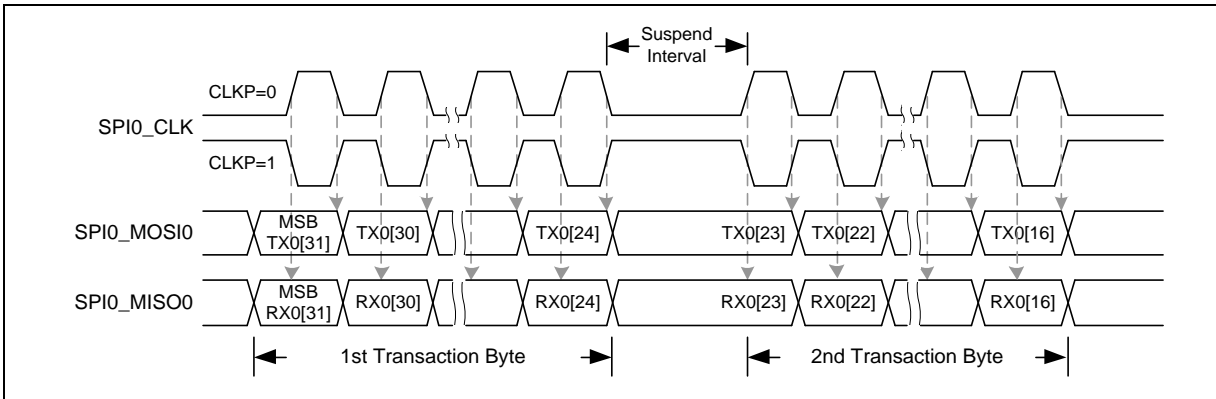 Suspend
Interval
CLKP=0
SPI0_CLK
CLKP=1
SPI0_MOSI0
MSB
TX0[31]
TX0[30]
TX0[24]
TX0[23]
TX0[22]
TX0[16]
SPI0_MISO0
MSB
RX0[31]
RX0[30]
RX0[24]
RX0[23]
RX0[22]
RX0[16]
1st Transaction Byte
2nd Transaction Byte